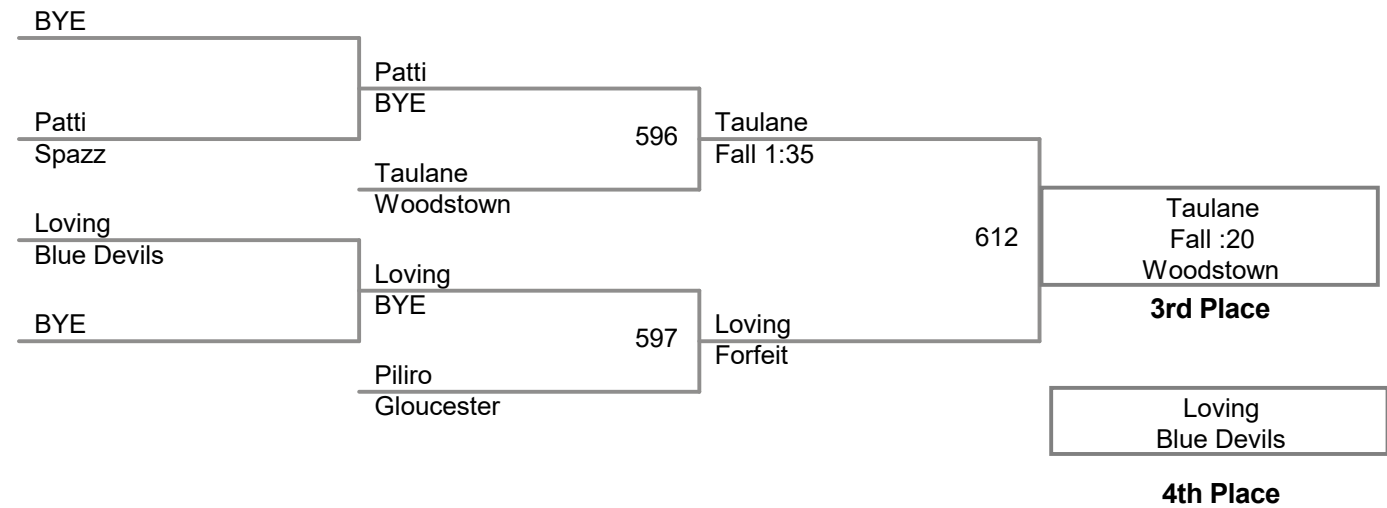 BYE
Patti
BYE
Patti
Spazz
596
Taulane
Fall 1:35
Taulane
Woodstown
Loving
Blue Devils
612
Taulane
Fall :20
Woodstown
3rd Place
Loving
BYE
BYE
597
Loving
Forfeit
Piliro
Gloucester
Loving
Blue Devils
4th Place